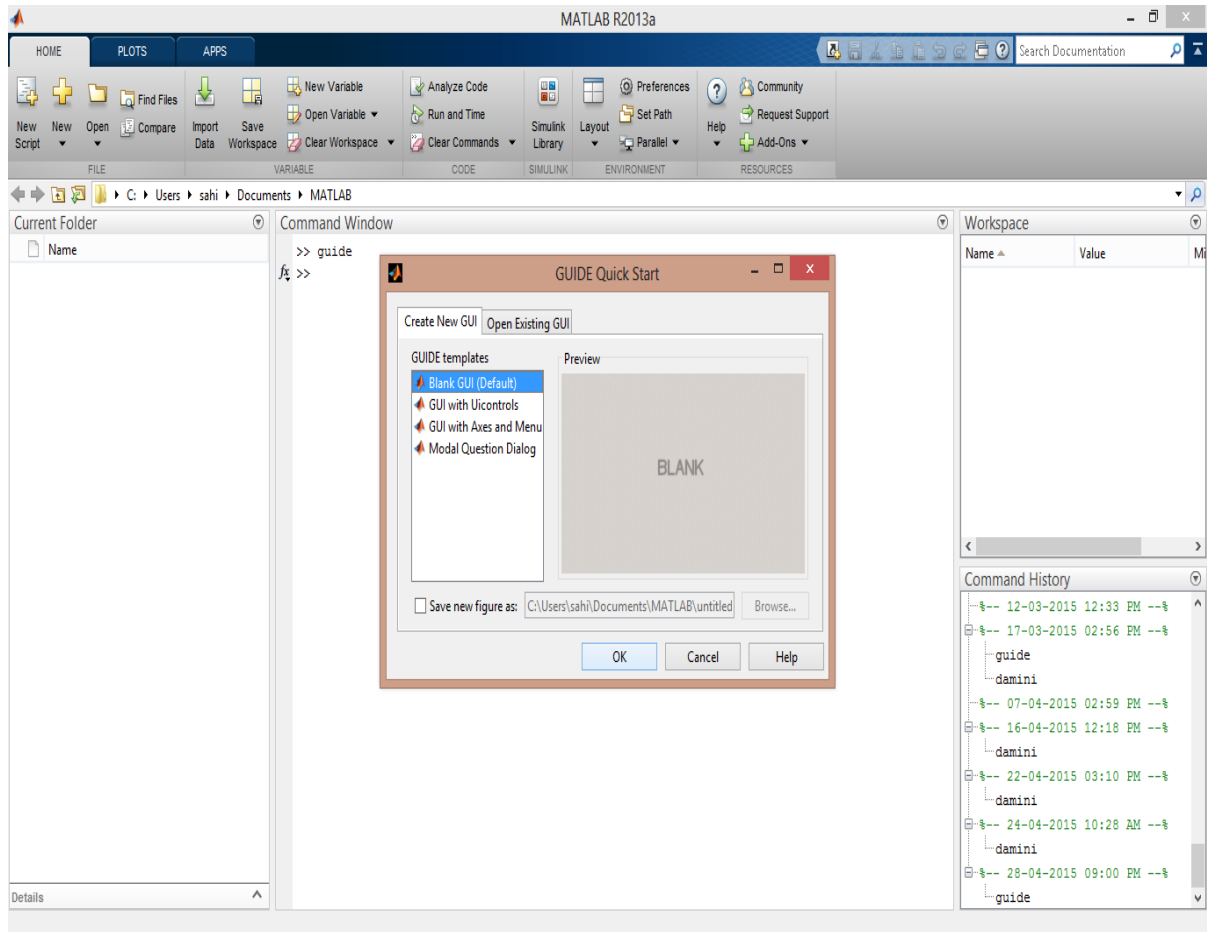 MATLAB R2013a
HOME PLOTS APPS
Search Documentation
New Script
New
Open
Find Files
Compare
Import Data
Save Workspace
New Variable
Open Variable
Clear Workspace
Analyze Code
Run and Time
Clear Commands
Simulink Library
Layout
Preferences
Set Path
Parallel
Help
Community
Request Support
Add-Ons
FILE VARIABLE CODE SIMULINK ENVIRONMENT RESOURCES
C: Users sahi Documents MATLAB
Current Folder
Name
Details
Command Window
>> guide
fx >>
GUIDE Quick Start
Create New GUI Open Existing GUI
GUIDE templates
Blank GUI (Default)
GUI with Uicontrols
GUI with Axes and Menu
Modal Question Dialog
Preview
BLANK
Save new figure as: C:\Users\sahi\Documents\MATLAB\untitled Browse...
OK Cancel Help
Workspace
Name Value Mi
Command History
%-- 12-03-2015 12:33 PM --%
%-- 17-03-2015 02:56 PM --%
guide
damini
%-- 07-04-2015 02:59 PM --%
%-- 16-04-2015 12:18 PM --%
damini
%-- 22-04-2015 03:10 PM --%
damini
%-- 24-04-2015 10:28 AM --%
damini
%-- 28-04-2015 09:00 PM --%
guide